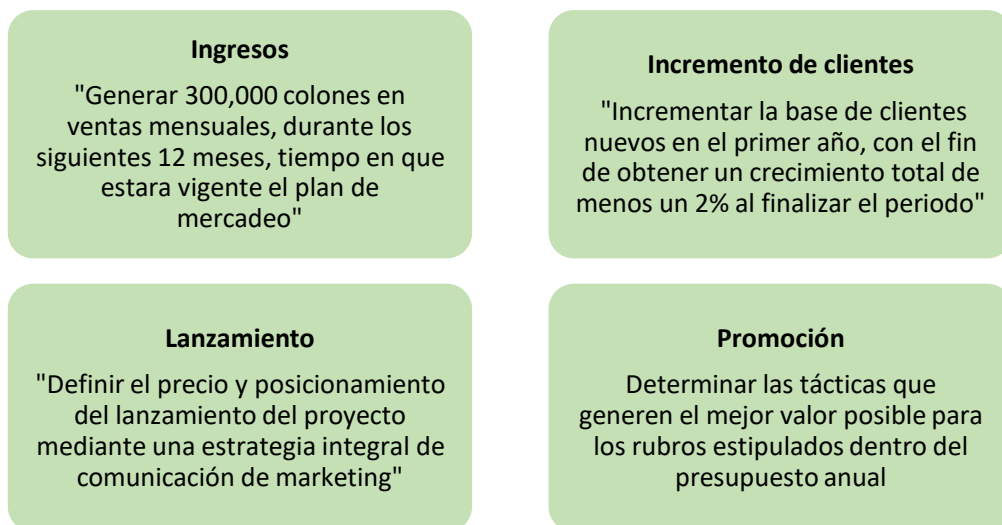 Ingresos
"Generar 300,000 colones en
ventas mensuales, durante los
siguientes 12 meses, tiempo en que
estara vigente el plan de
mercadeo"
Incremento de clientes
"Incrementar la base de clientes
nuevos en el primer año, con el fin
de obtener un crecimiento total de
menos un 2% al finalizar el periodo"
Lanzamiento
"Definir el precio y posicionamiento
del lanzamiento del proyecto
mediante una estrategia integral de
comunicación de marketing"
Promoción
Determinar las tácticas que
generen el mejor valor posible para
los rubros estipulados dentro del
presupuesto anual